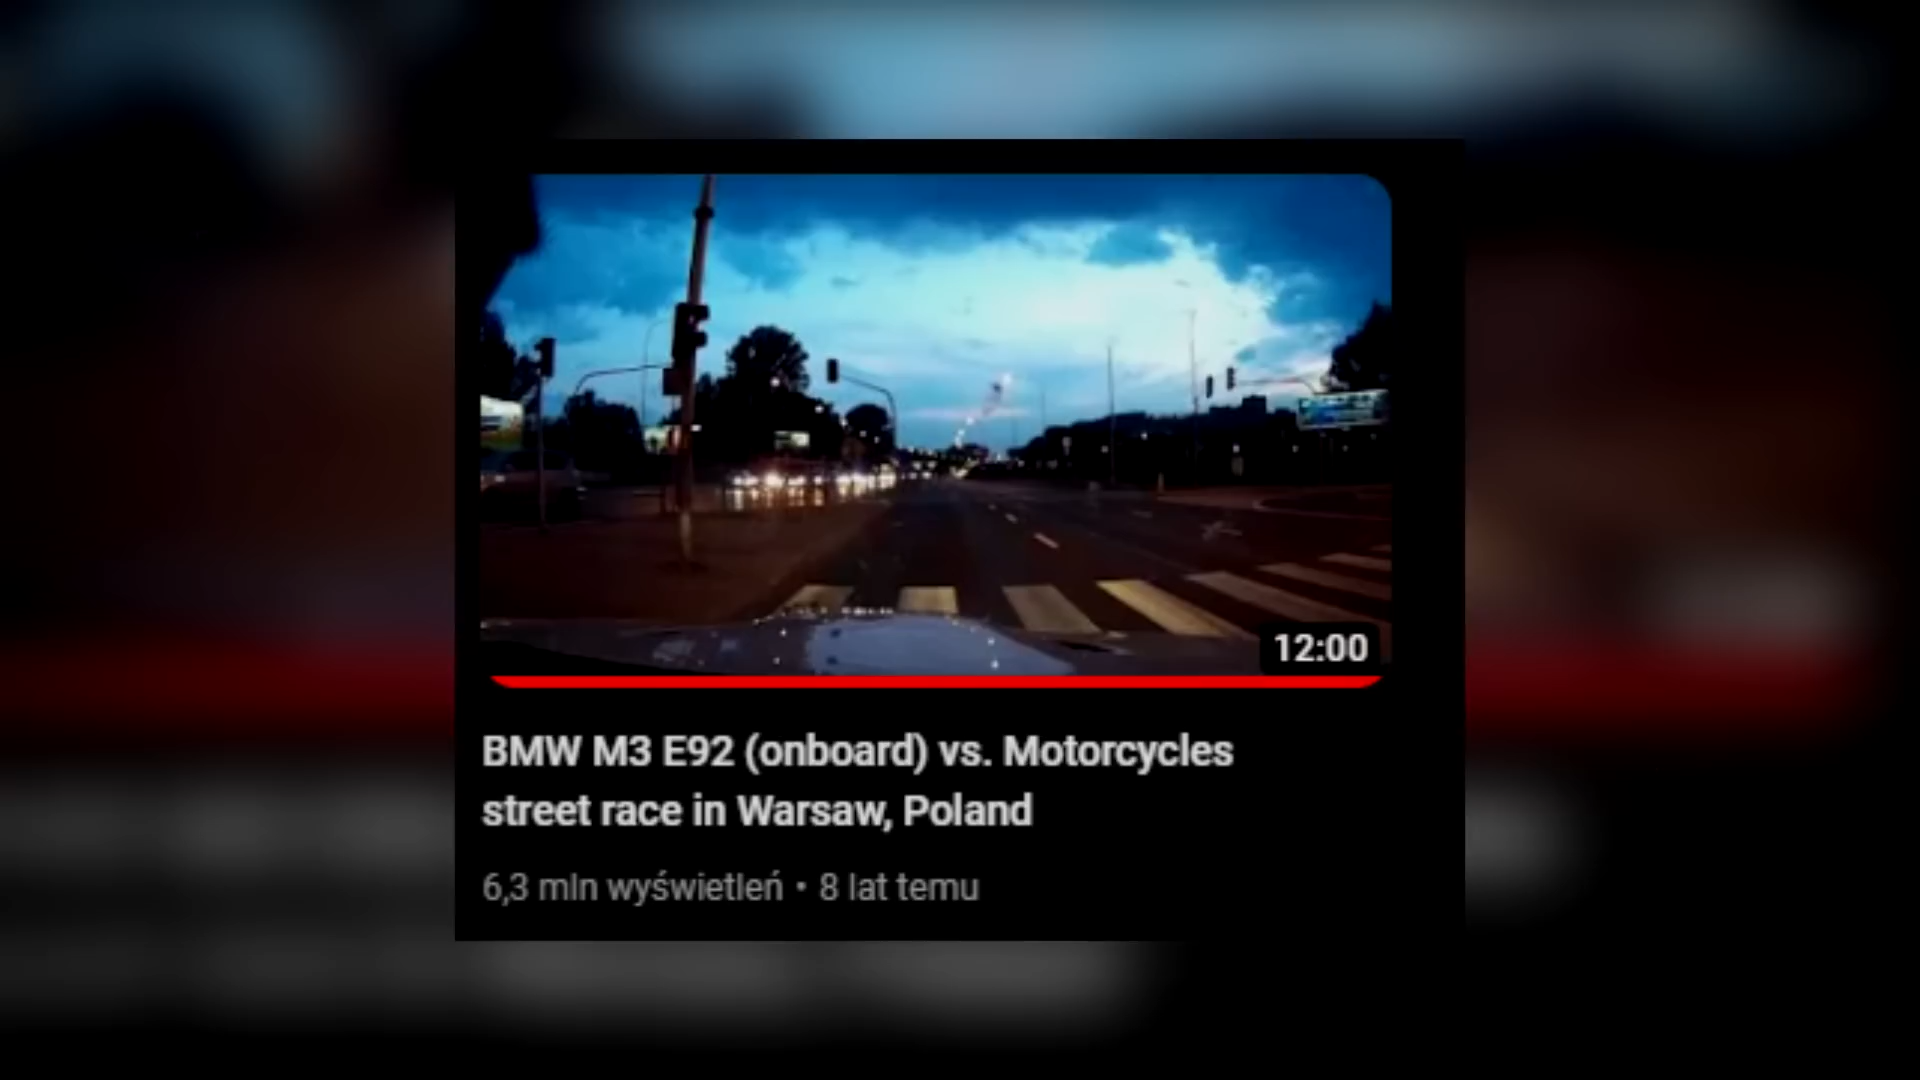 12:00
BMW M3 E92 (onboard) vs. Motorcycles
street race in Warsaw, Poland
6,3 mln wyświetleń • 8 lat temu